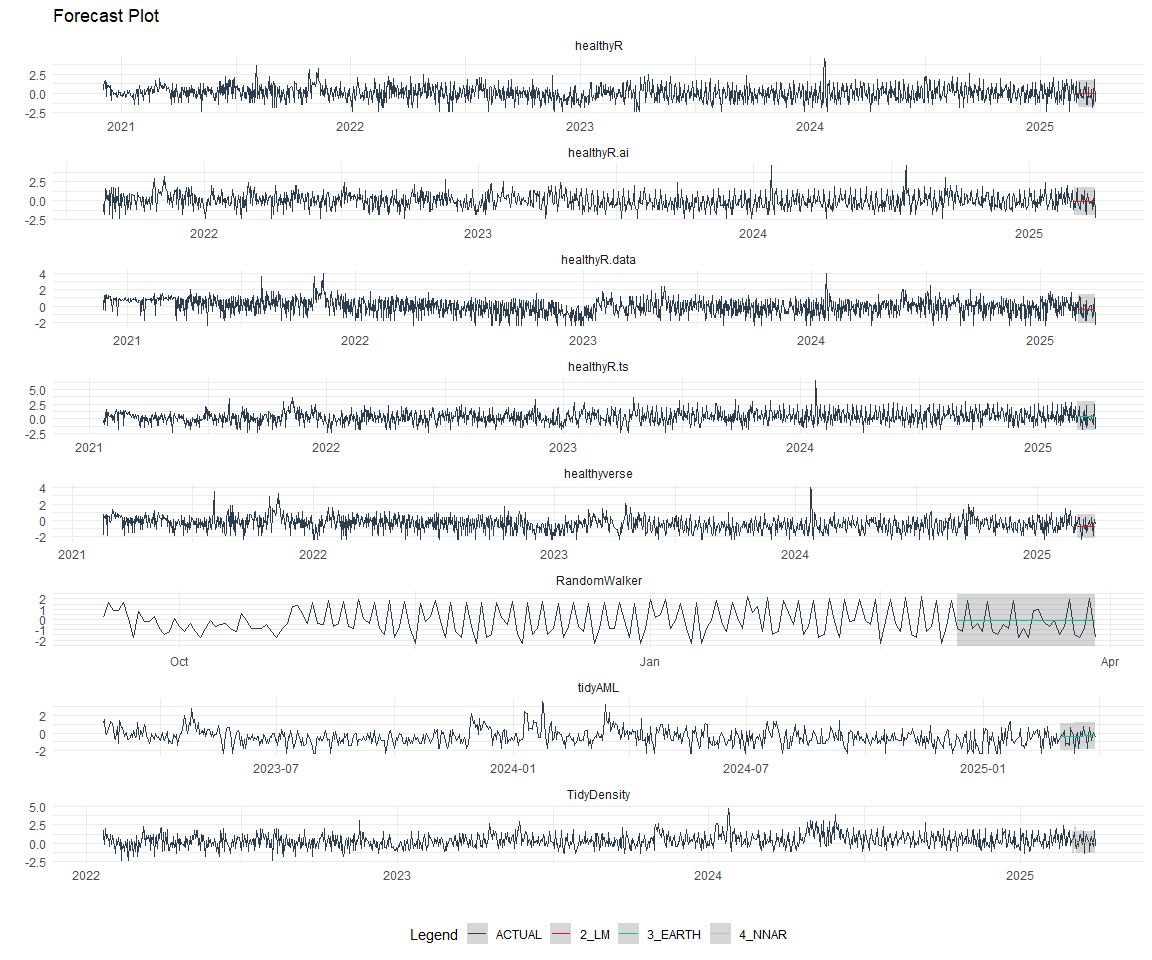 Forecast Plot
healthyR
2.5
0.0
-2.5
2021 2022 2023 2024 2025
healthyR.ai
2.5
0.0
-2.5
2022 2023 2024 2025
healthyR.data
4
2
0
-2
2021 2022 2023 2024 2025
healthyR.ts
5.0
2.5
0.0
-2.5
2021 2022 2023 2024 2025
healthyverse
4
2
0
-2
2021 2022 2023 2024 2025
RandomWalker
2
1
0
-1
-2
Oct Jan Apr
tidyAML
2
0
-2
2023-07 2024-01 2024-07 2025-01
TidyDensity
5.0
2.5
0.0
-2.5
2022 2023 2024 2025
Legend ACTUAL 2_LM 3_EARTH 4_NNAR